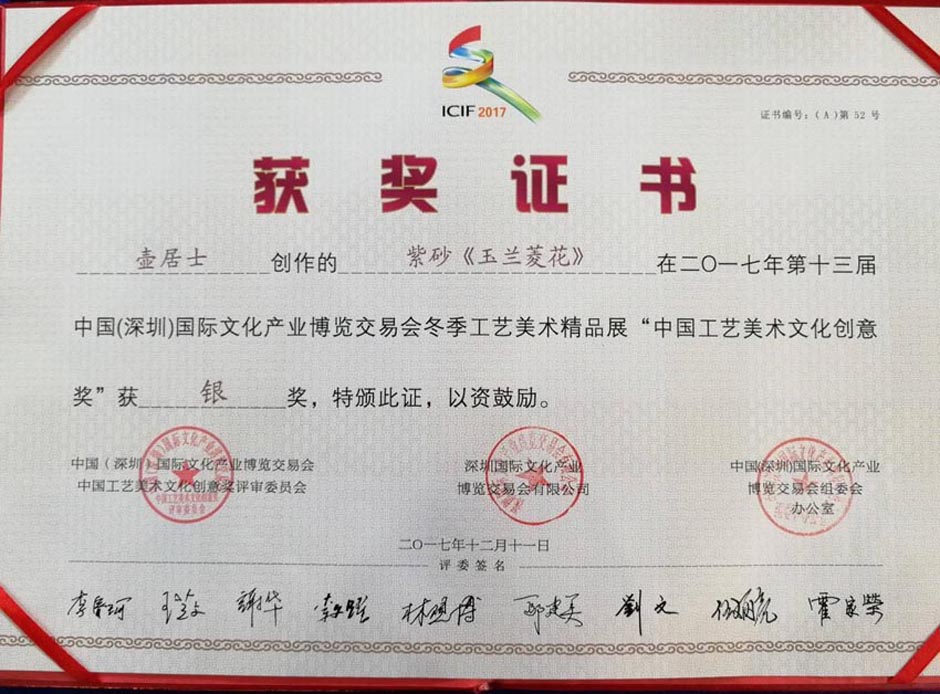 ICIF 2017
证书编号：（A）第 52 号
获奖证书
壶居士 创作的 紫砂《玉兰菱花》 在二〇一七年第十三届
中国(深圳)国际文化产业博览交易会冬季工艺美术精品展“中国工艺美术文化创意
奖”获 银 奖，特颁此证，以资鼓励。
中国（深圳）国际文化产业博览交易会
中国工艺美术文化创意奖评审委员会
深圳国际文化产业
博览交易会有限公司
中国(深圳)国际文化产业
博览交易会组委会
办公室
二〇一七年十二月十一日
评委签名
刘文
霍家荣